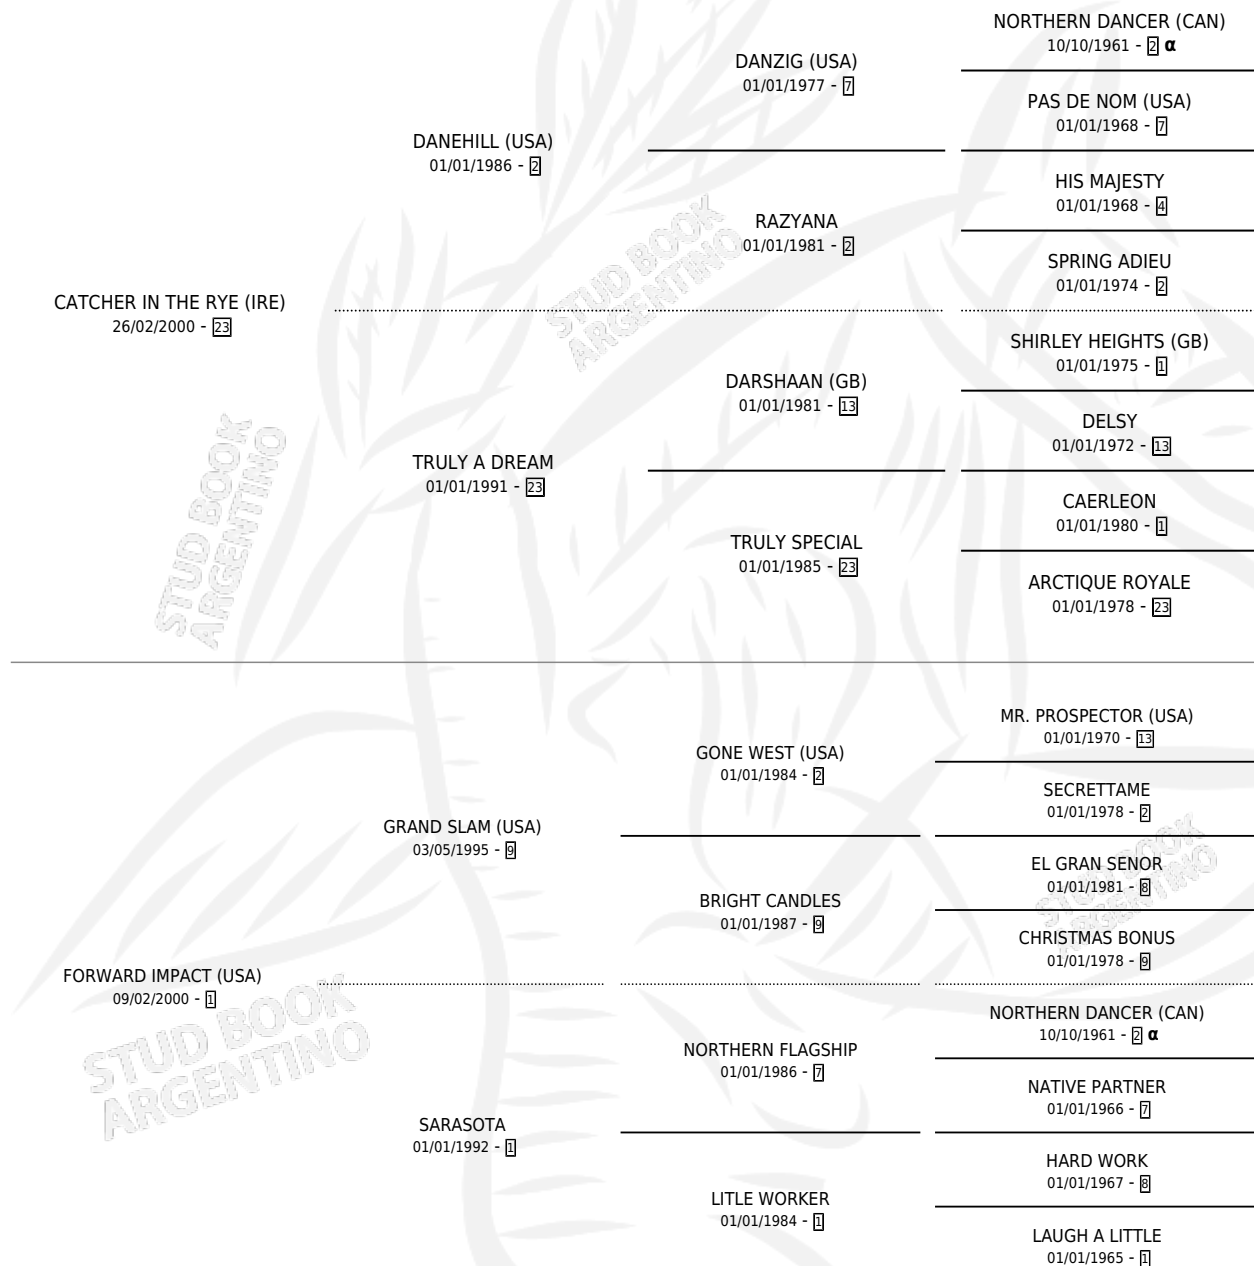 NORTHERN DANCER (CAN)
10/10/1961 - 2 α
DANZIG (USA)
01/01/1977 - 7
PAS DE NOM (USA)
01/01/1968 - 7
DANEHILL (USA)
01/01/1986 - 2
HIS MAJESTY
01/01/1968 - 4
RAZYANA
01/01/1981 - 2
SPRING ADIEU
01/01/1974 - 2
CATCHER IN THE RYE (IRE)
26/02/2000 - 23
SHIRLEY HEIGHTS (GB)
01/01/1975 - 1
DARSHAAN (GB)
01/01/1981 - 13
DELSY
01/01/1972 - 13
TRULY A DREAM
01/01/1991 - 23
CAERLEON
01/01/1980 - 1
TRULY SPECIAL
01/01/1985 - 23
ARCTIQUE ROYALE
01/01/1978 - 23
MR. PROSPECTOR (USA)
01/01/1970 - 13
GONE WEST (USA)
01/01/1984 - 2
SECRETTAME
01/01/1978 - 2
GRAND SLAM (USA)
03/05/1995 - 9
EL GRAN SENOR
01/01/1981 - 8
BRIGHT CANDLES
01/01/1987 - 9
CHRISTMAS BONUS
01/01/1978 - 9
FORWARD IMPACT (USA)
09/02/2000 - 1
NORTHERN DANCER (CAN)
10/10/1961 - 2 α
NORTHERN FLAGSHIP
01/01/1986 - 7
NATIVE PARTNER
01/01/1966 - 7
SARASOTA
01/01/1992 - 1
HARD WORK
01/01/1967 - 8
LITLE WORKER
01/01/1984 - 1
LAUGH A LITTLE
01/01/1965 - 1
STUD BOOK
ARGENTINO
STUD BOOK
ARGENTINO
STUD BOOK
ARGENTINO
STUD BOOK
ARGENTINO